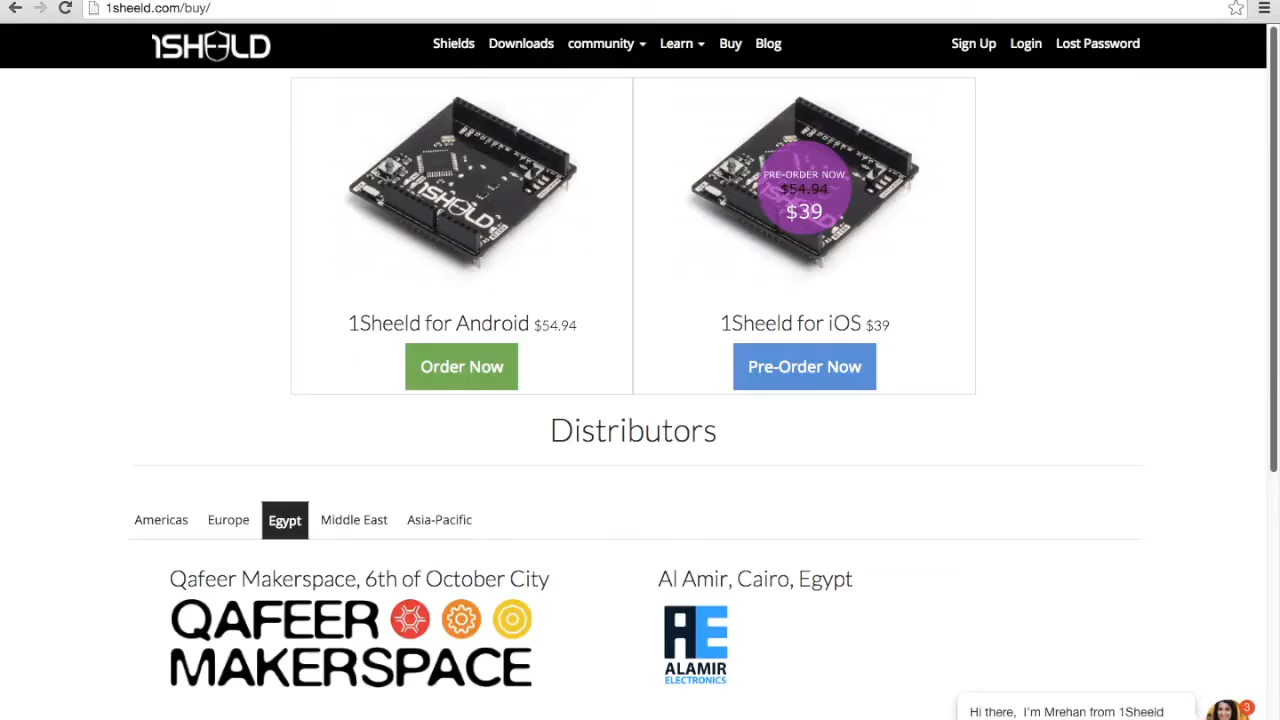 1sheeld.com/buy/
1SHEELD
Shields Downloads community Learn Buy Blog Sign Up Login Lost Password
1SHEELD
PRE-ORDER NOW
$54.94
$39
1Sheeld for Android $54.94
1Sheeld for iOS $39
Order Now
Pre-Order Now
Distributors
Americas Europe Egypt Middle East Asia-Pacific
Qafeer Makerspace, 6th of October City
Al Amir, Cairo, Egypt
QAFEER
MAKERSPACE
AE
ALAMIR
ELECTRONICS
Hi there, I'm Mrehan from 1Sheeld
3